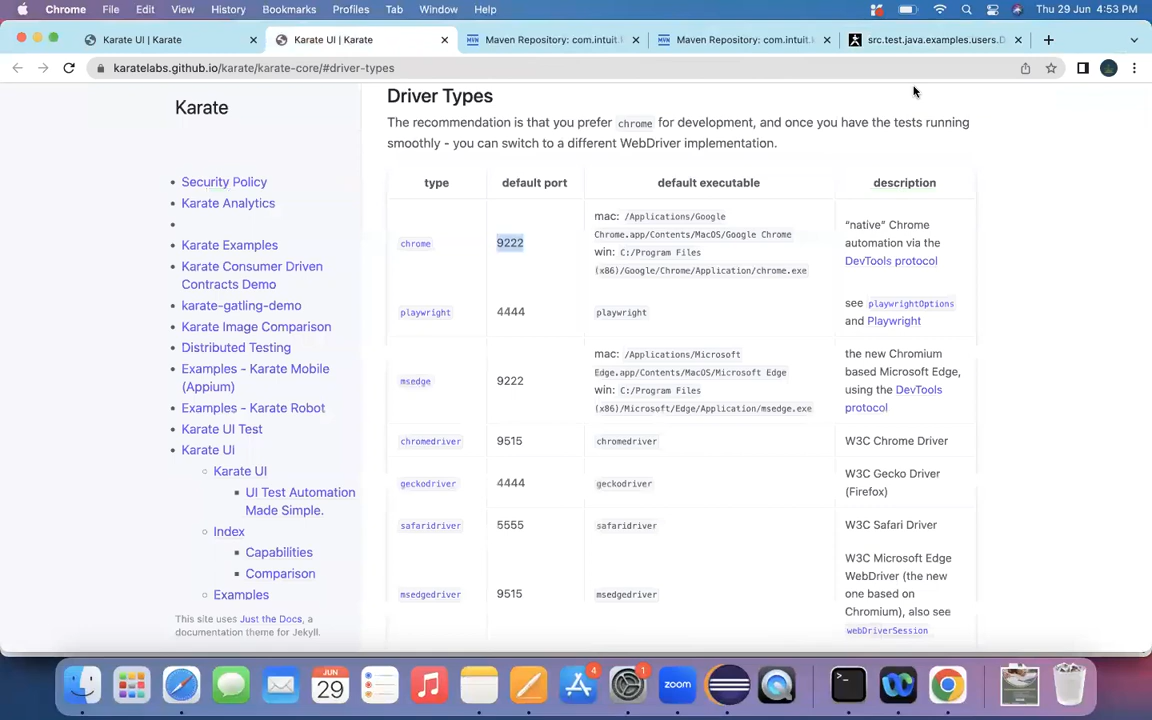 Chrome File Edit View History Bookmarks Profiles Tab Window Help Thu 29 Jun 4:53 PM
Karate UI | Karate
Karate UI | Karate
Maven Repository: com.intuit.
Maven Repository: com.intuit.
src.test.java.examples.users.
karatelabs.github.io/karate/karate-core/#driver-types
Karate
Security Policy
Karate Analytics
Karate Examples
Karate Consumer Driven
Contracts Demo
karate-gatling-demo
Karate Image Comparison
Distributed Testing
Examples - Karate Mobile
(Appium)
Examples - Karate Robot
Karate UI Test
Karate UI
Karate UI
UI Test Automation
Made Simple.
Index
Capabilities
Comparison
Examples
This site uses Just the Docs, a
documentation theme for Jekyll.
Driver Types
The recommendation is that you prefer chrome for development, and once you have the tests running
smoothly - you can switch to a different WebDriver implementation.
type default port default executable description
chrome
9222
mac: /Applications/Google
Chrome.app/Contents/MacOS/Google Chrome
win: C:/Program Files
(x86)/Google/Chrome/Application/chrome.exe
“native” Chrome
automation via the
DevTools protocol
playwright
4444
playwright
see playwrightOptions
and Playwright
msedge
9222
mac: /Applications/Microsoft
Edge.app/Contents/MacOS/Microsoft Edge
win: C:/Program Files
(x86)/Microsoft/Edge/Application/msedge.exe
the new Chromium
based Microsoft Edge,
using the DevTools
protocol
chromedriver 9515 chromedriver W3C Chrome Driver
geckodriver
4444
geckodriver
W3C Gecko Driver
(Firefox)
safaridriver 5555 safaridriver W3C Safari Driver
msedgedriver
9515
msedgedriver
W3C Microsoft Edge
WebDriver (the new
one based on
Chromium), also see
webDriverSession
JUN
29
4
1
zoom